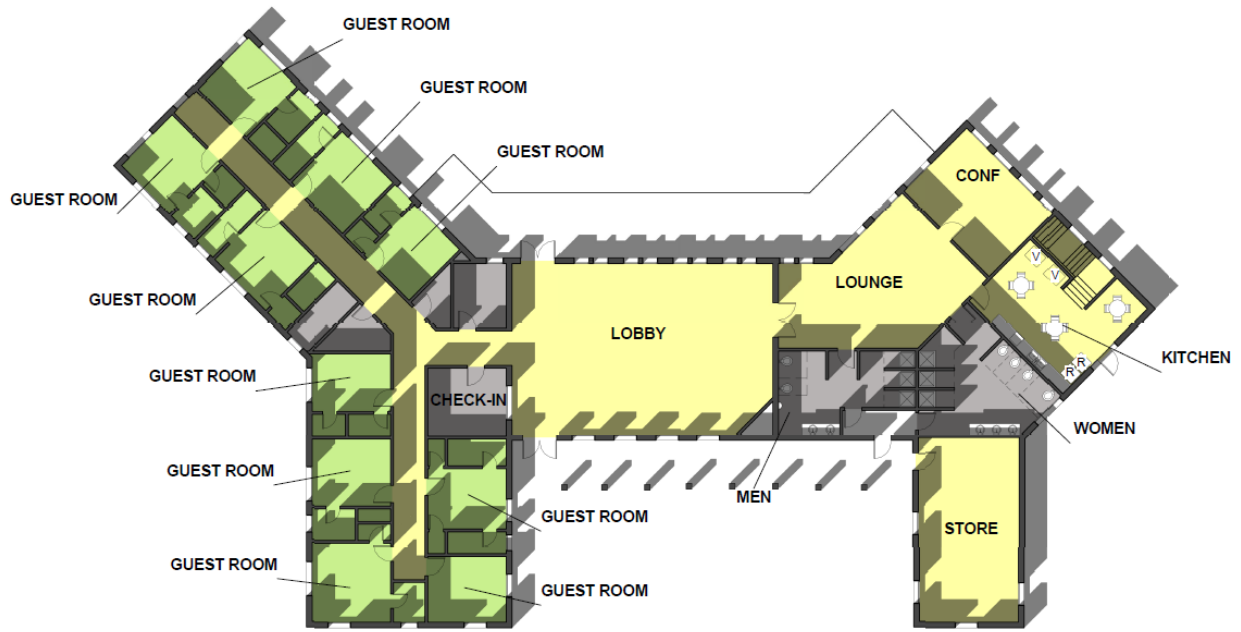 GUEST ROOM
GUEST ROOM
GUEST ROOM
GUEST ROOM
GUEST ROOM
CONF
LOUNGE
V
V
LOBBY
KITCHEN
R
R
GUEST ROOM
CHECK-IN
WOMEN
GUEST ROOM
MEN
GUEST ROOM
STORE
GUEST ROOM
GUEST ROOM